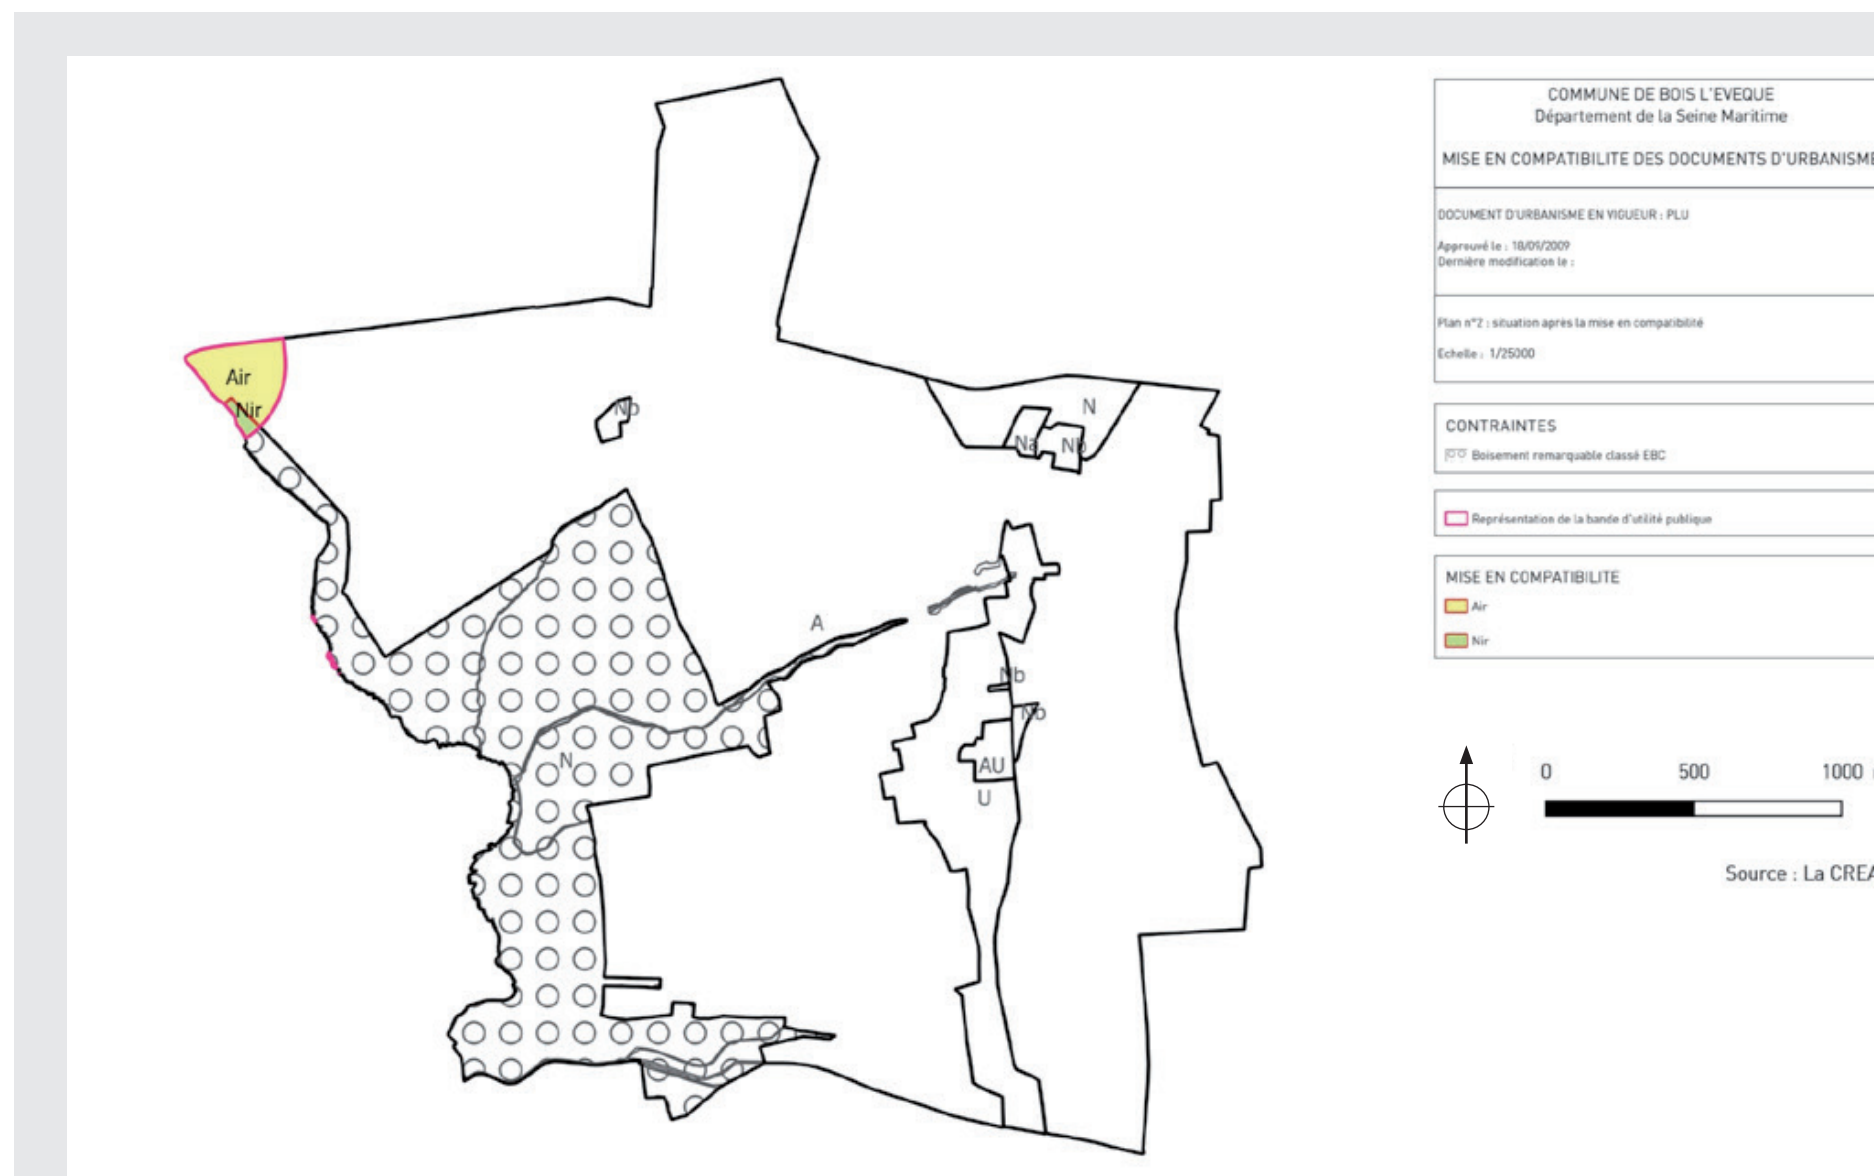 COMMUNE DE BOIS L'EVEQUE
Département de la Seine Maritime
MISE EN COMPATIBILITE DES DOCUMENTS D'URBANISME
DOCUMENT D'URBANISME EN VIGUEUR : PLU
Approuvé le : 18/09/2009
Dernière modification le :
Plan n°2 : situation après la mise en compatibilité
Echelle : 1/25000
CONTRAINTES
Boisement remarquable classé EBC
Représentation de la bande d'utilité publique
MISE EN COMPATIBILITE
Air
Nir
0 500 1000
Source : La CREA
Air
Nir
Nb
N
Na Nb
A
Nb
Nb
N
AU
U